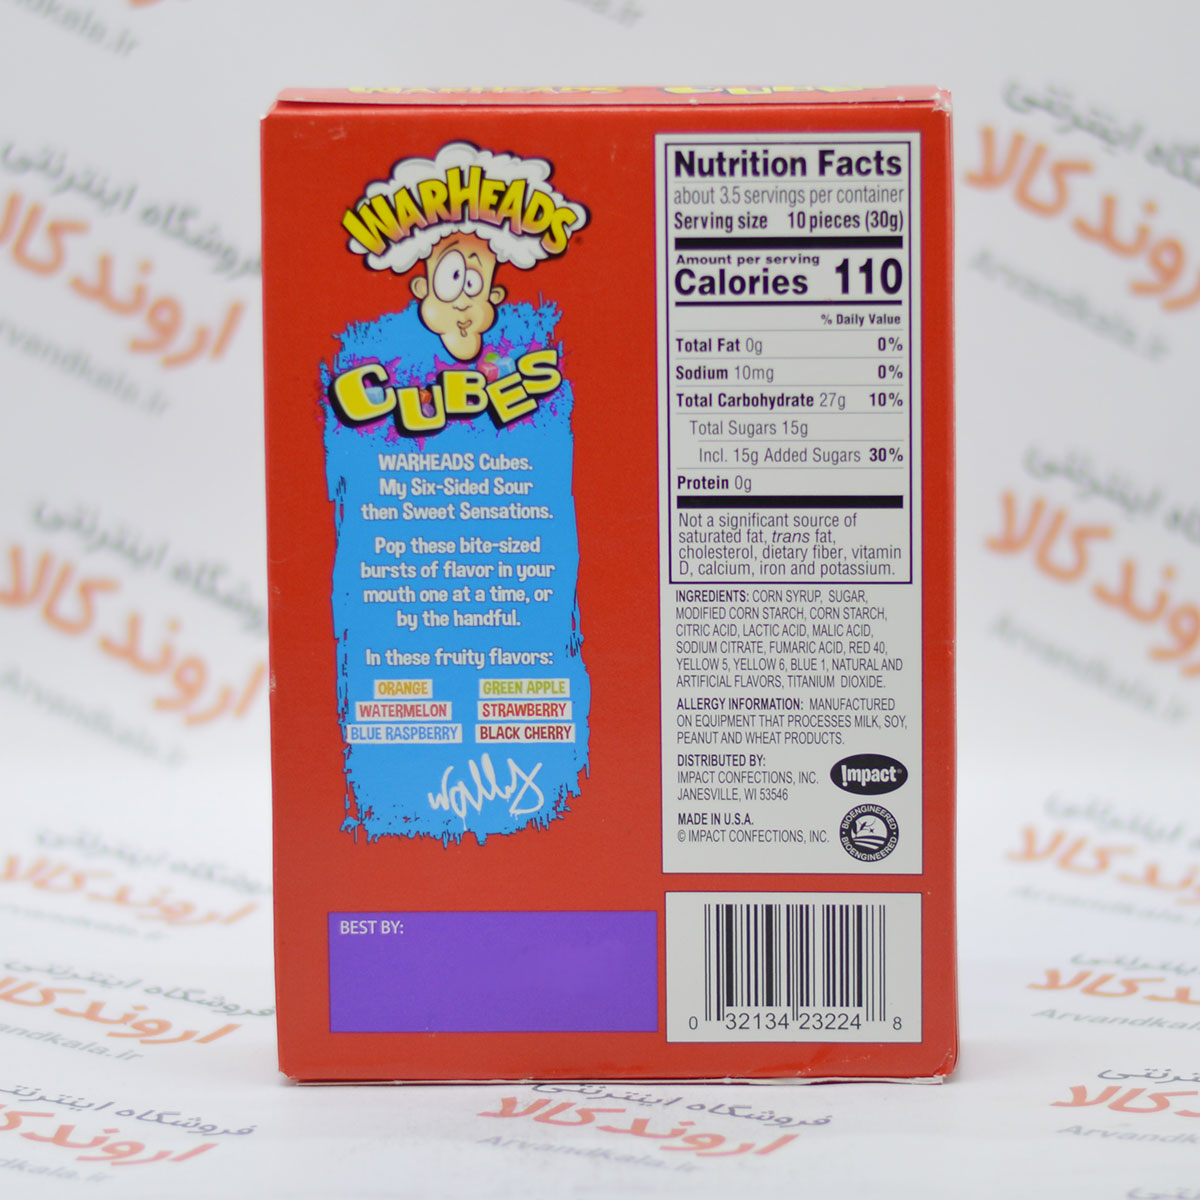 WARHEADS CUBES
WARHEADS
CUBES
WARHEADS Cubes.
My Six-Sided Sour
then Sweet Sensations.
Pop these bite-sized
bursts of flavor in your
mouth one at a time, or
by the handful.
In these fruity flavors:
ORANGE GREEN APPLE
WATERMELON STRAWBERRY
BLUE RASPBERRY BLACK CHERRY
Wally
BEST BY:
Nutrition Facts
about 3.5 servings per container
Serving size 10 pieces (30g)
Amount per serving
Calories 110
% Daily Value
Total Fat 0g 0%
Sodium 10mg 0%
Total Carbohydrate 27g 10%
Total Sugars 15g
Incl. 15g Added Sugars 30%
Protein 0g
Not a significant source of
saturated fat, trans fat,
cholesterol, dietary fiber, vitamin
D, calcium, iron and potassium.
INGREDIENTS: CORN SYRUP, SUGAR,
MODIFIED CORN STARCH, CORN STARCH,
CITRIC ACID, LACTIC ACID, MALIC ACID,
SODIUM CITRATE, FUMARIC ACID, RED 40,
YELLOW 5, YELLOW 6, BLUE 1, NATURAL AND
ARTIFICIAL FLAVORS, TITANIUM DIOXIDE.
ALLERGY INFORMATION: MANUFACTURED
ON EQUIPMENT THAT PROCESSES MILK, SOY,
PEANUT AND WHEAT PRODUCTS.
DISTRIBUTED BY:
IMPACT CONFECTIONS, INC.
JANESVILLE, WI 53546
MADE IN U.S.A.
© IMPACT CONFECTIONS, INC.
Impact
BIOENGINEERED
BIOENGINEERED
0 32134 23224 8
فروشگاه اینترنتی
اروند کالا
Arvandkala.ir